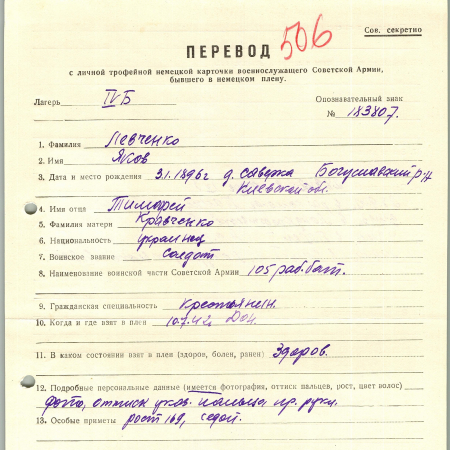 Сов. секретно
506
ПЕРЕВОД
с личной трофейной немецкой карточки военнослужащего Советской Армии,
бывшего в немецком плену.
Лагерь IV Б
Опознавательный знак
№ 183807.
1. Фамилия Левченко
2. Имя Яков
3. Дата и место рождения 3.1.1896г д. Саверка Богуславский р-н
Киевской обл.
4. Имя отца Тимофей
5. Фамилия матери Кравченко
6. Национальность украинец
7. Воинское звание солдат
8. Наименование воинской части Советской Армии 105 раб. бат.
9. Гражданская специальность крестьянин.
10. Когда и где взят в плен 10.7.42
11. В каком состоянии взят в плен (здоров, болен, ранен) Здоров.
12. Подробные персональные данные (имеется фотография, оттиск пальцев, рост, цвет волос)
фото, оттиск указ. пальца пр. руки.
13. Особые приметы рост 169, седой.